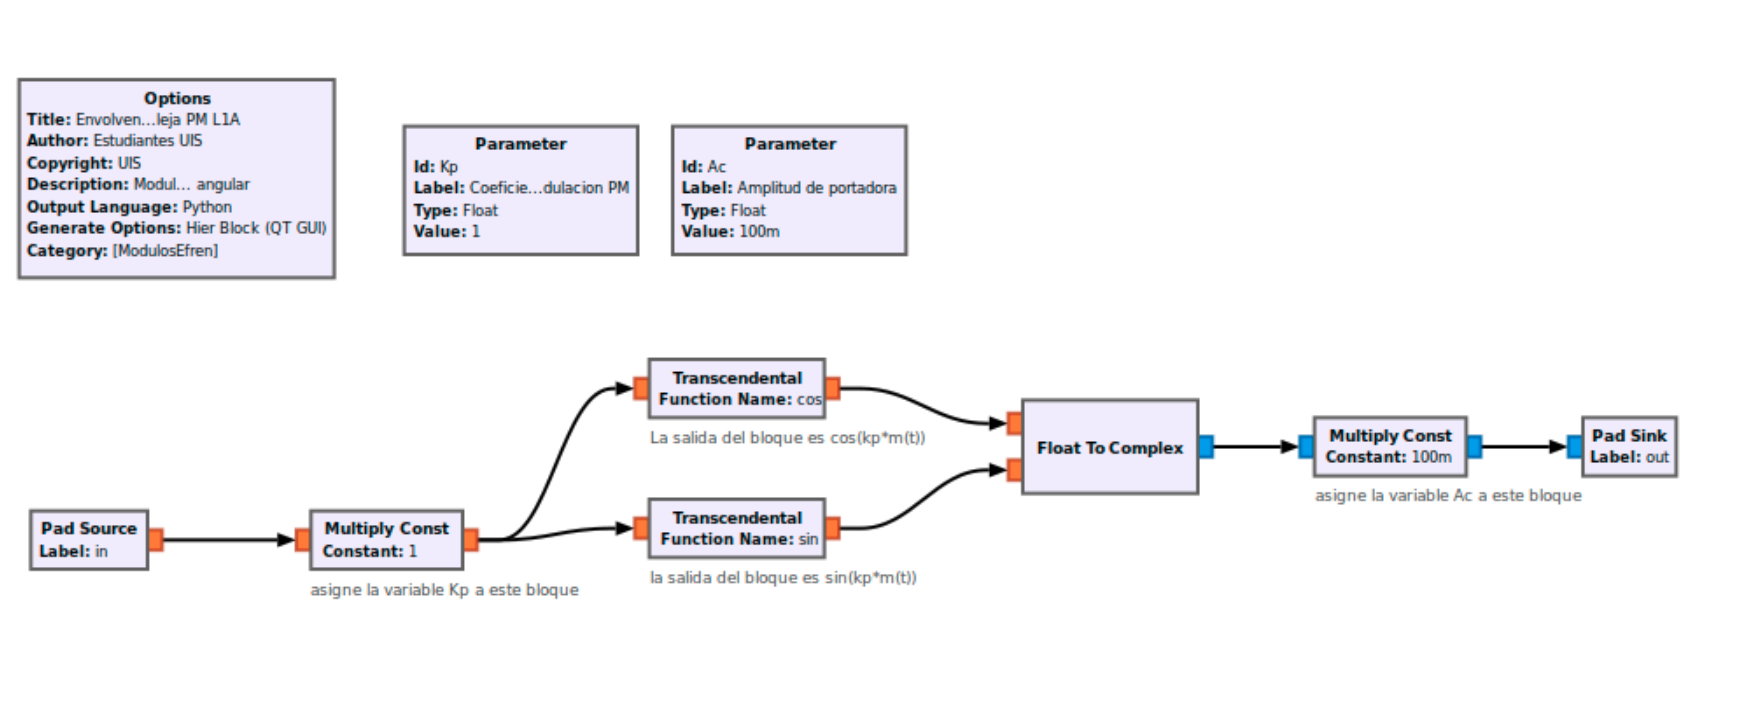 Options
Title: Envolven...leja PM L1A
Author: Estudiantes UIS
Copyright: UIS
Description: Modul... angular
Output Language: Python
Generate Options: Hier Block (QT GUI)
Category: [ModulosEfren]
Parameter
Id: Kp
Label: Coeficie...dulacion PM
Type: Float
Value: 1
Parameter
Id: Ac
Label: Amplitud de portadora
Type: Float
Value: 100m
Pad Source
Label: in
Multiply Const
Constant: 1
asigne la variable Kp a este bloque
Transcendental
Function Name: cos
La salida del bloque es cos(kp*m(t))
Transcendental
Function Name: sin
la salida del bloque es sin(kp*m(t))
Float To Complex
Multiply Const
Constant: 100m
asigne la variable Ac a este bloque
Pad Sink
Label: out